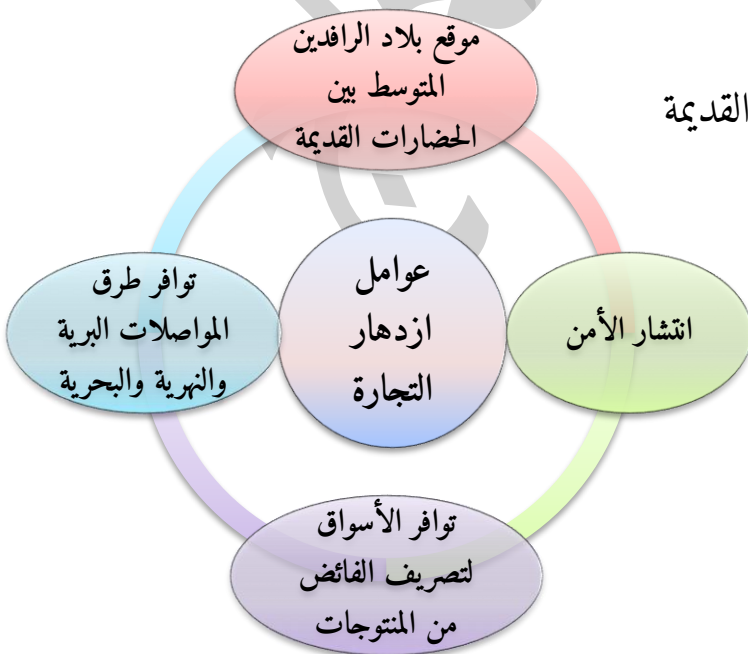 موقع بلاد الرافدين
المتوسط بين
الحضارات القديمة
القديمة
عوامل
ازدهار
التجارة
انتشار الأمن
توافر طرق
المواصلات البرية
والنهرية والبحرية
توافر الأسواق
لتصريف الفائض
من المنتوجات